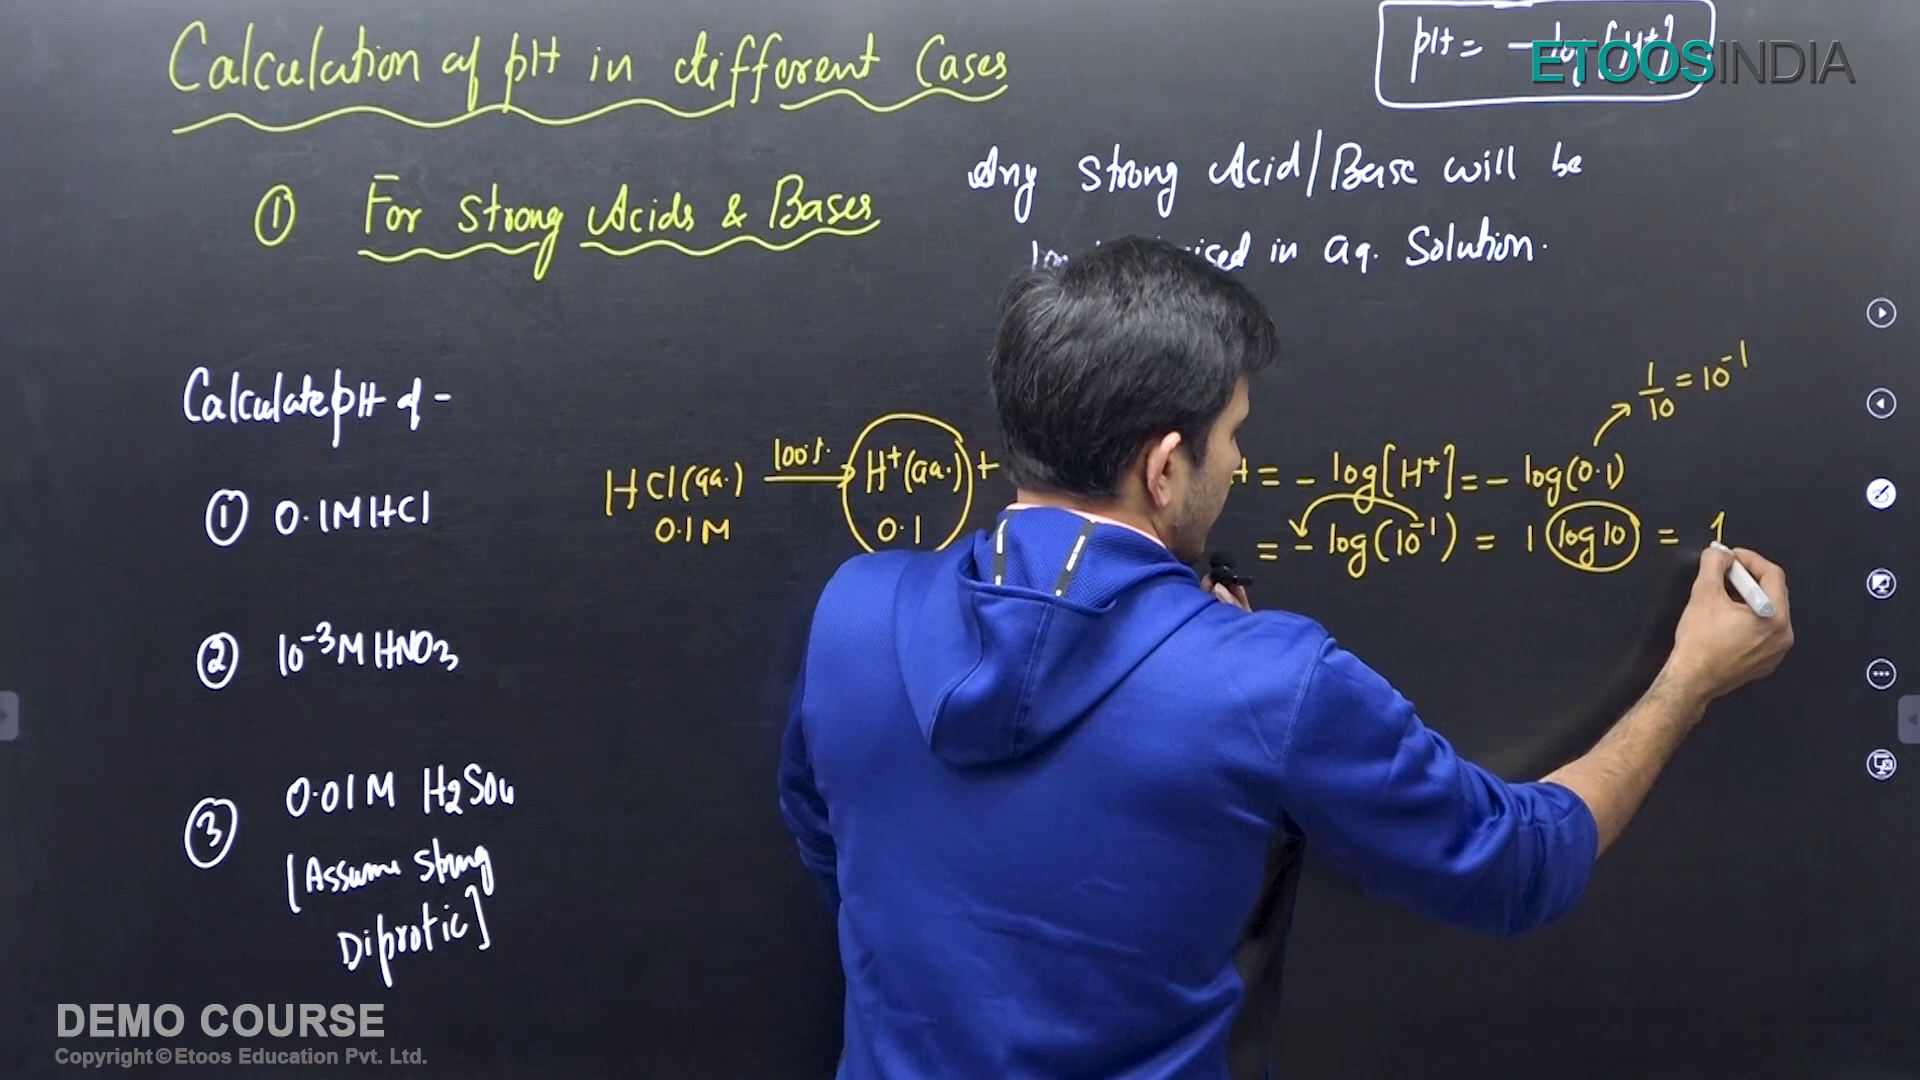 Calculation of pH in different Cases
pH = - log[H+]
ETOOSINDIA
① For Strong Acids & Bases
Any Strong Acid/Base will be
ised in aq. Solution.
Calculate pH of -
1/10 = 10⁻¹
① 0.1M HCl
HCl(aq.) 100% → H⁺(aq.) +
0.1M 0.1
= - log[H⁺] = - log(0.1)
= - log(10⁻¹) = 1 log10 = 1
② 10⁻³M HNO₃
③ 0.01M H₂SO₄
[Assume Strong
Diprotic]
DEMO COURSE
Copyright©Etoos Education Pvt. Ltd.